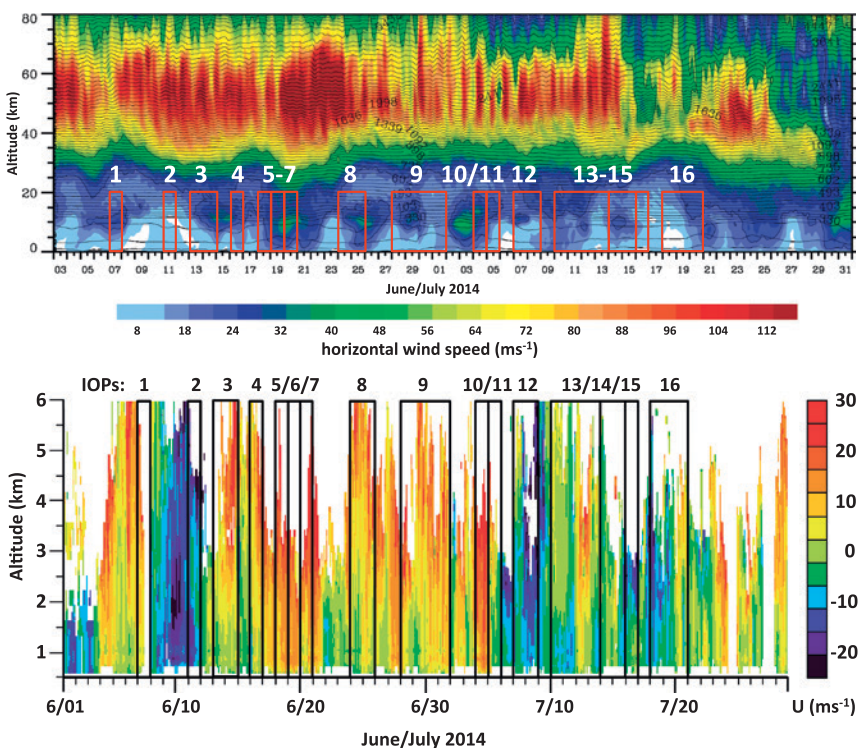 80
60
40
20
0
Altitude (km)
1 2 3 4 5-7 8 9 10/11 12 13-15 16
1636 1839 1998 1636
03 05 07 09 11 13 15 17 19 21 23 25 27 29 01 03 05 07 09 11 13 15 17 19 21 23 25 27 29 31
June/July 2014
8 18 24 32 40 48 56 64 72 80 88 96 104 112
horizontal wind speed (ms-1)
IOPs: 1 2 3 4 5/6/7 8 9 10/11 12 13/14/15 16
6
5
4
3
2
1
Altitude (km)
30
20
10
0
-10
-20
6/01 6/10 6/20 6/30 7/10 7/20 U (ms-1)
June/July 2014